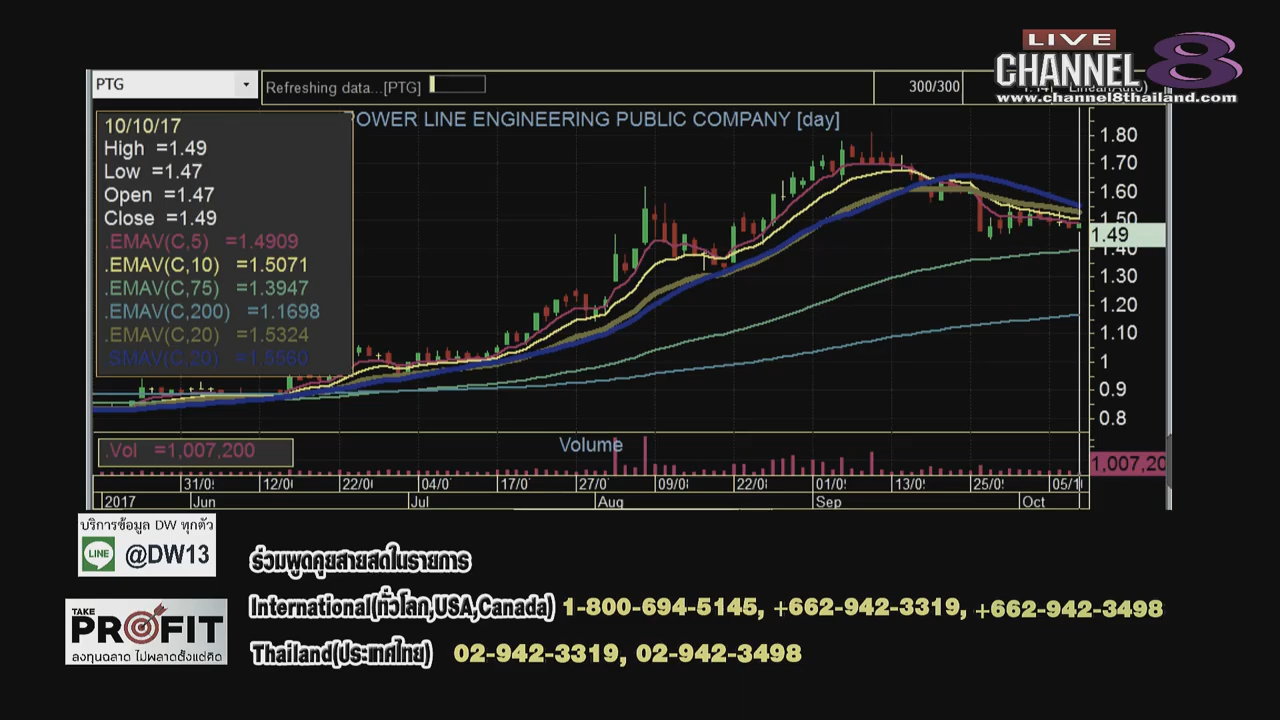 LIVE
CHANNEL 8
www.channel8thailand.com
PTG
Refreshing data...[PTG]
300/300
POWER LINE ENGINEERING PUBLIC COMPANY [day]
10/10/17
High =1.49
Low =1.47
Open =1.47
Close =1.49
.EMAV(C,5) =1.4909
.EMAV(C,10) =1.5071
.EMAV(C,75) =1.3947
.EMAV(C,200) =1.1698
.EMAV(C,20) =1.5324
.SMAV(C,20) =1.5560
1.80
1.70
1.60
1.50
1.49
1.40
1.30
1.20
1.10
1
0.9
0.8
.Vol =1,007,200
Volume
1,007,20
31/0 12/0 22/0 04/0 17/0 27/0 09/0 22/0 01/0 13/0 25/0 05/1
2017 Jun Jul Aug Sep Oct
บริการข้อมูล DW ทุกตัว
LINE @DW13
ร่วมพูดคุยสายสดในรายการ
International(ทั่วโลก,USA,Canada) 1-800-694-5145, +662-942-3319, +662-942-3498
TAKE
PROFIT
ลงทุนฉลาด ไม่พลาดตั้งแต่คิด
Thailand(ประเทศไทย) 02-942-3319, 02-942-3498